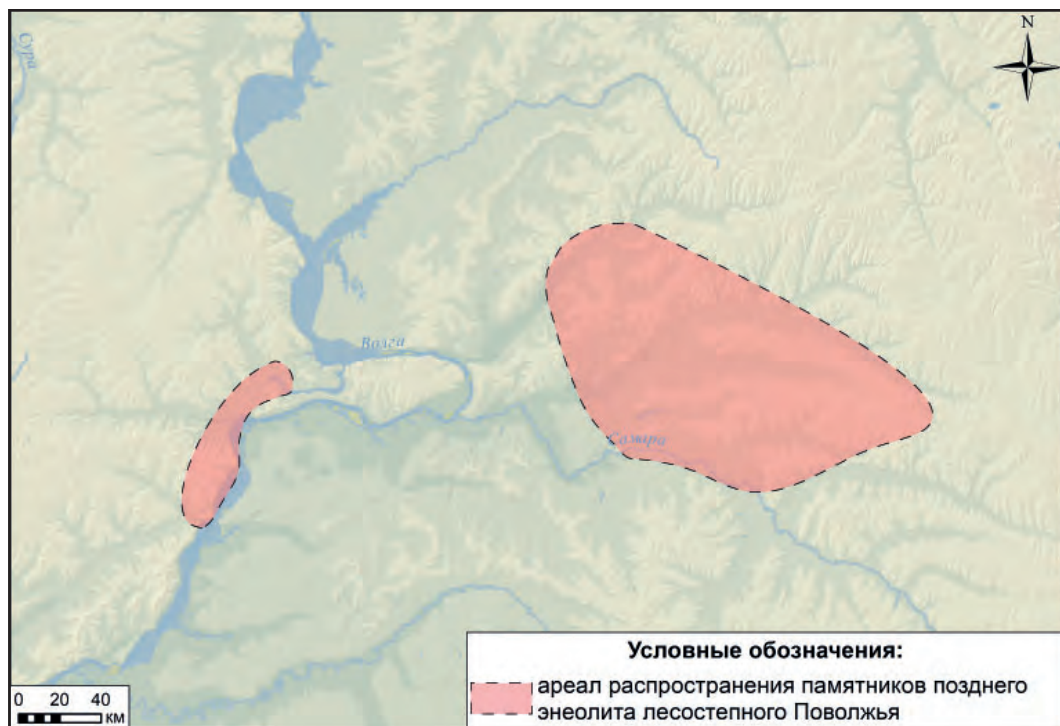 Сура
N
Волга
Самара
0 20 40
км
Условные обозначения:
ареал распространения памятников позднего
энеолита лесостепного Поволжья